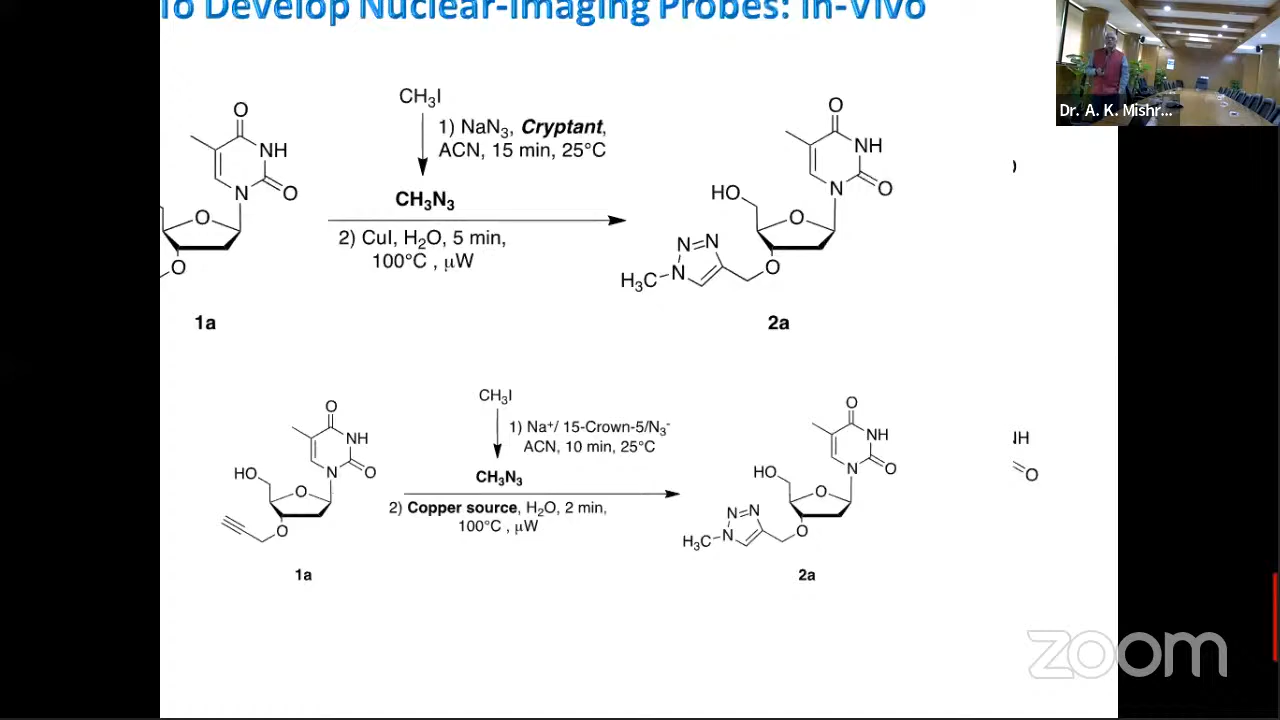 To Develop Nuclear-Imaging Probes: In-Vivo
Dr. A. K. Mishr...
CH3I
1) NaN3, Cryptant,
ACN, 15 min, 25°C
CH3N3
2) CuI, H2O, 5 min,
100°C , µW
O
NH
N
O
O
O
1a
O
NH
N
O
HO
O
N=N
N
H3C
O
2a
CH3I
1) Na+/ 15-Crown-5/N3-
ACN, 10 min, 25°C
CH3N3
2) Copper source, H2O, 2 min,
100°C , µW
O
NH
N
O
HO
O
O
1a
O
NH
N
O
HO
O
N=N
N
H3C
O
2a
IH
O
zoom